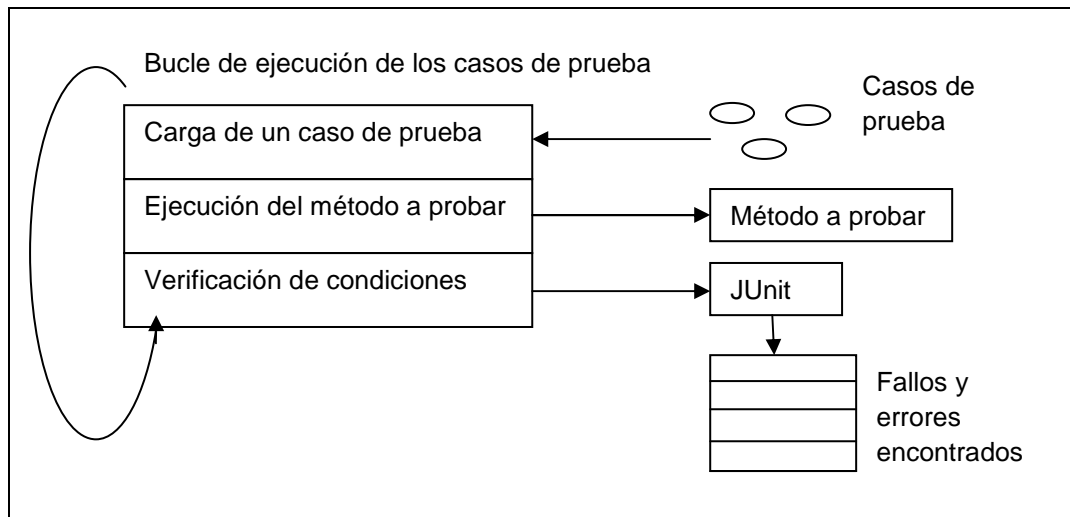 Bucle de ejecución de los casos de prueba
Casos de
prueba
Carga de un caso de prueba
Ejecución del método a probar
Método a probar
Verificación de condiciones
JUnit
Fallos y
errores
encontrados